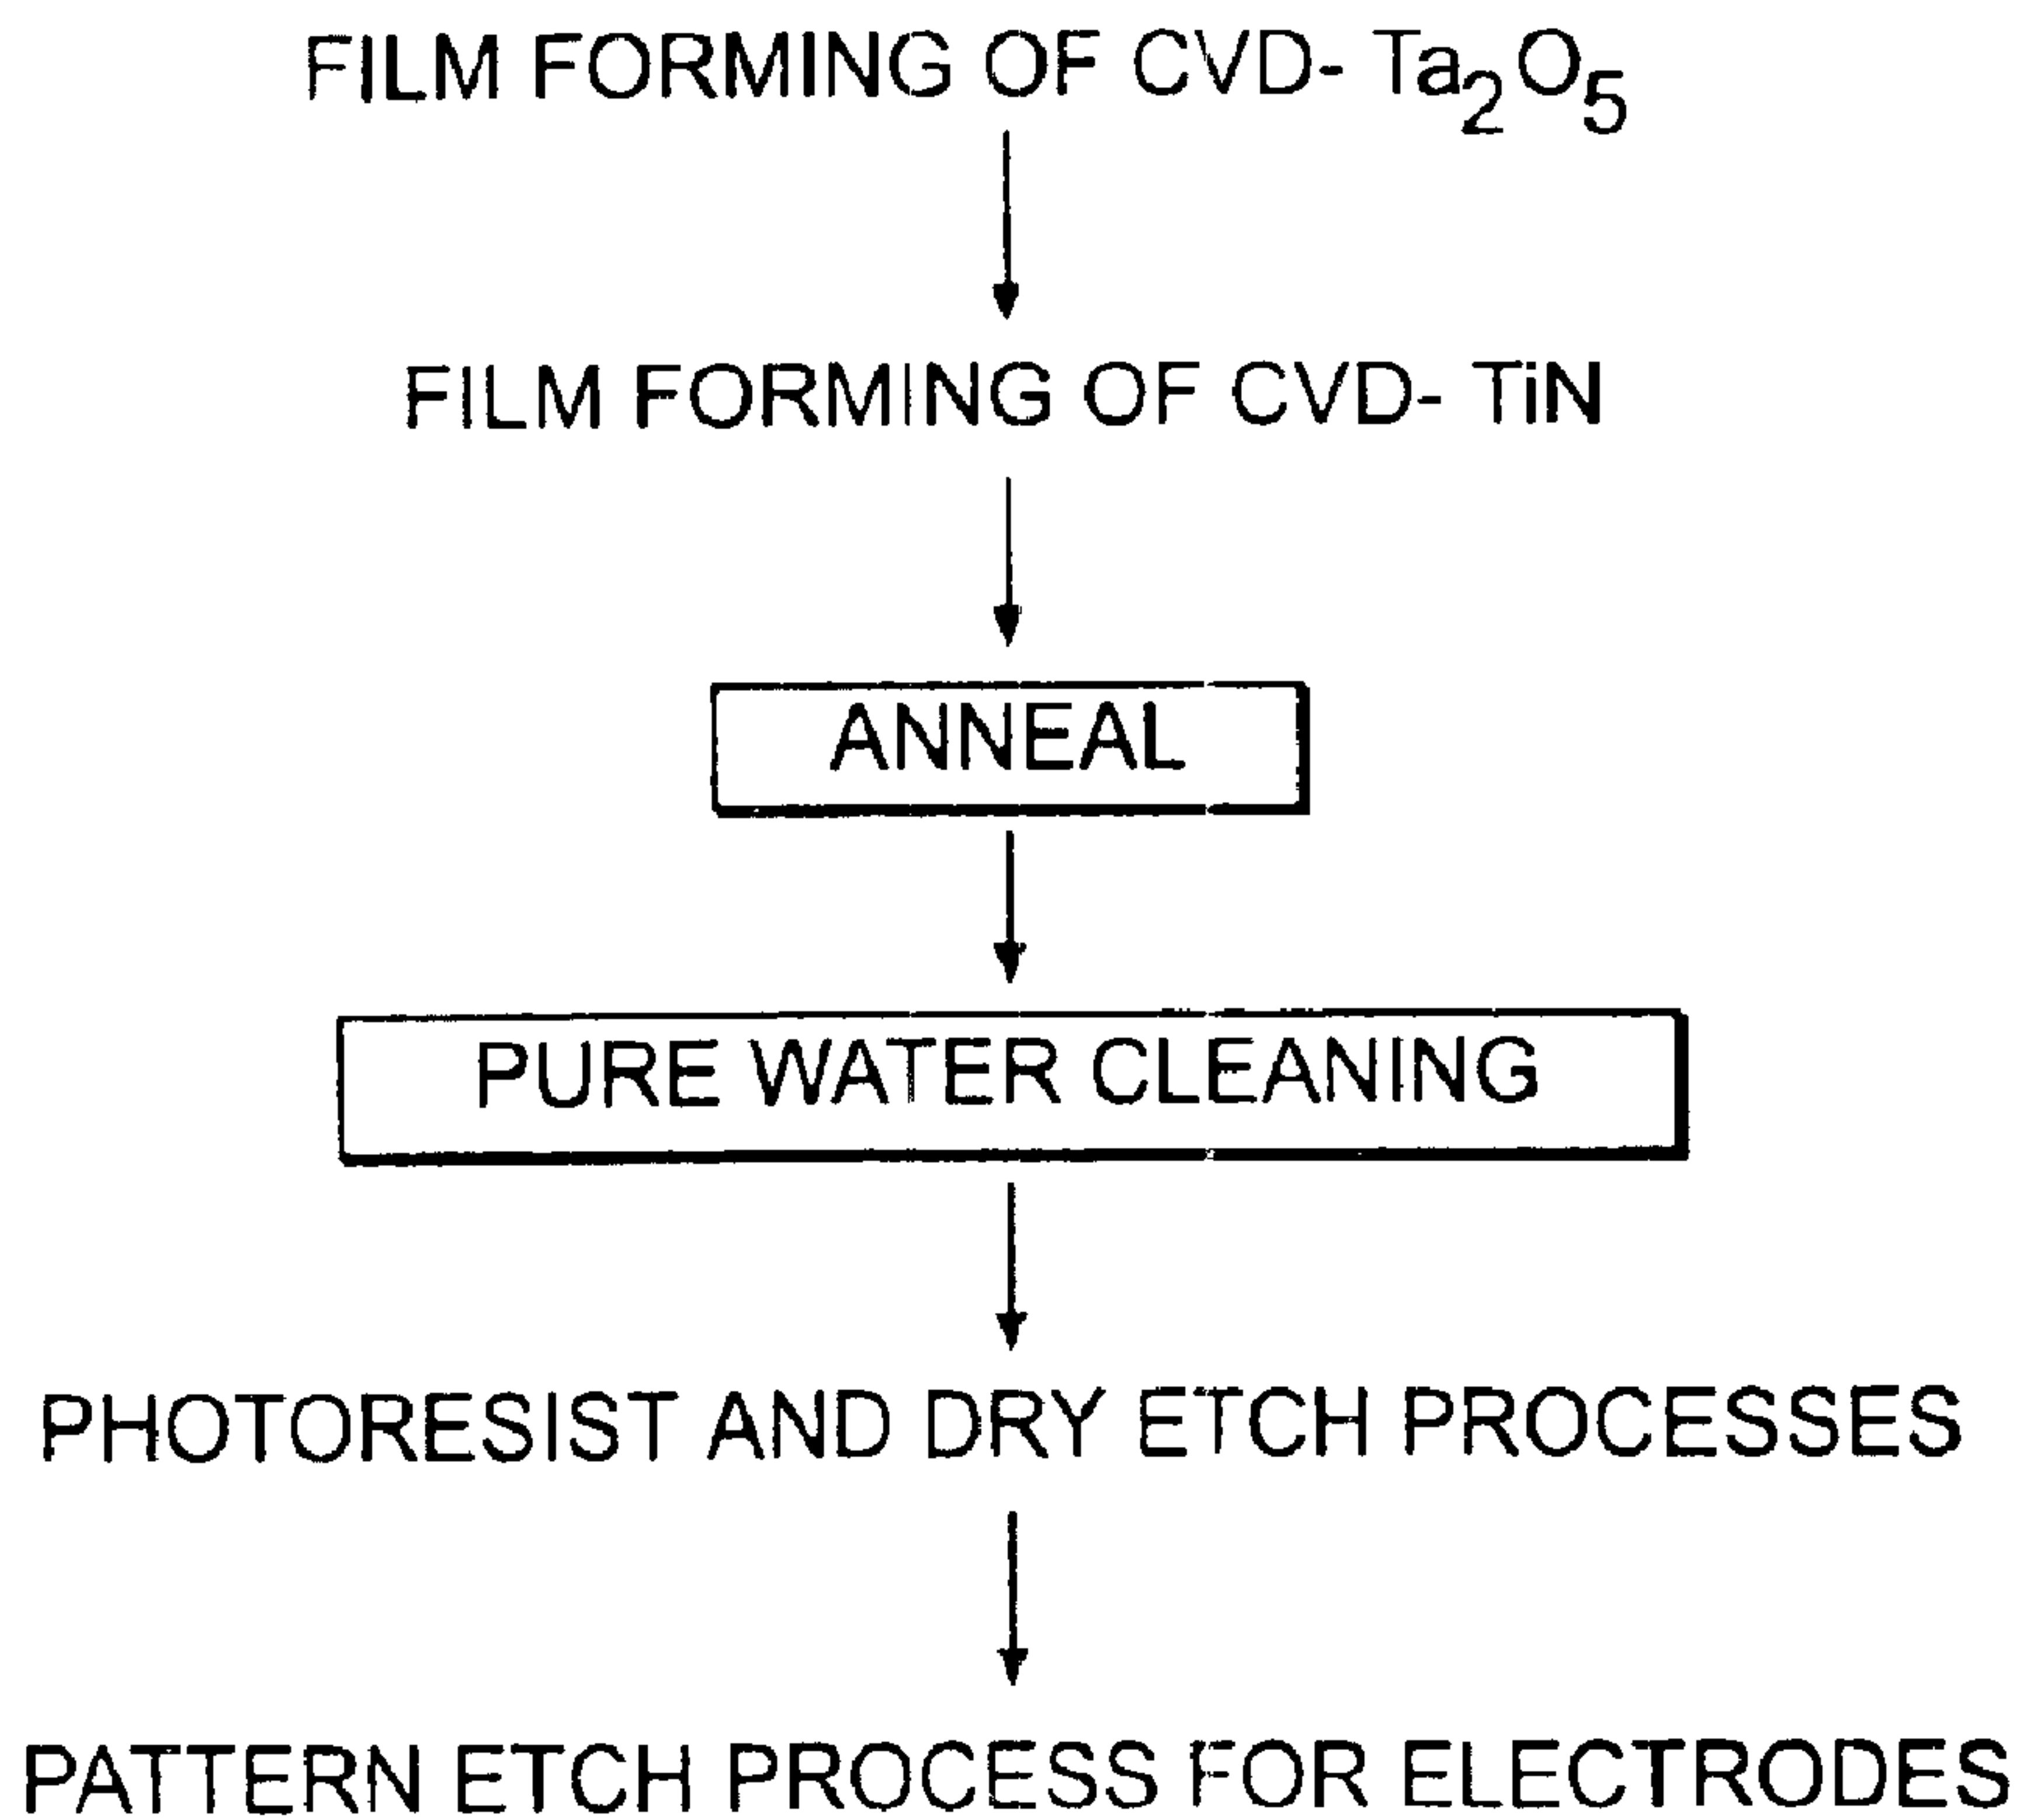 FILM FORMING OF CVD- Ta₂O₅
FILM FORMING OF CVD- TiN
ANNEAL
PURE WATER CLEANING
PHOTORESIST AND DRY ETCH PROCESSES
PATTERN ETCH PROCESS FOR ELECTRODES